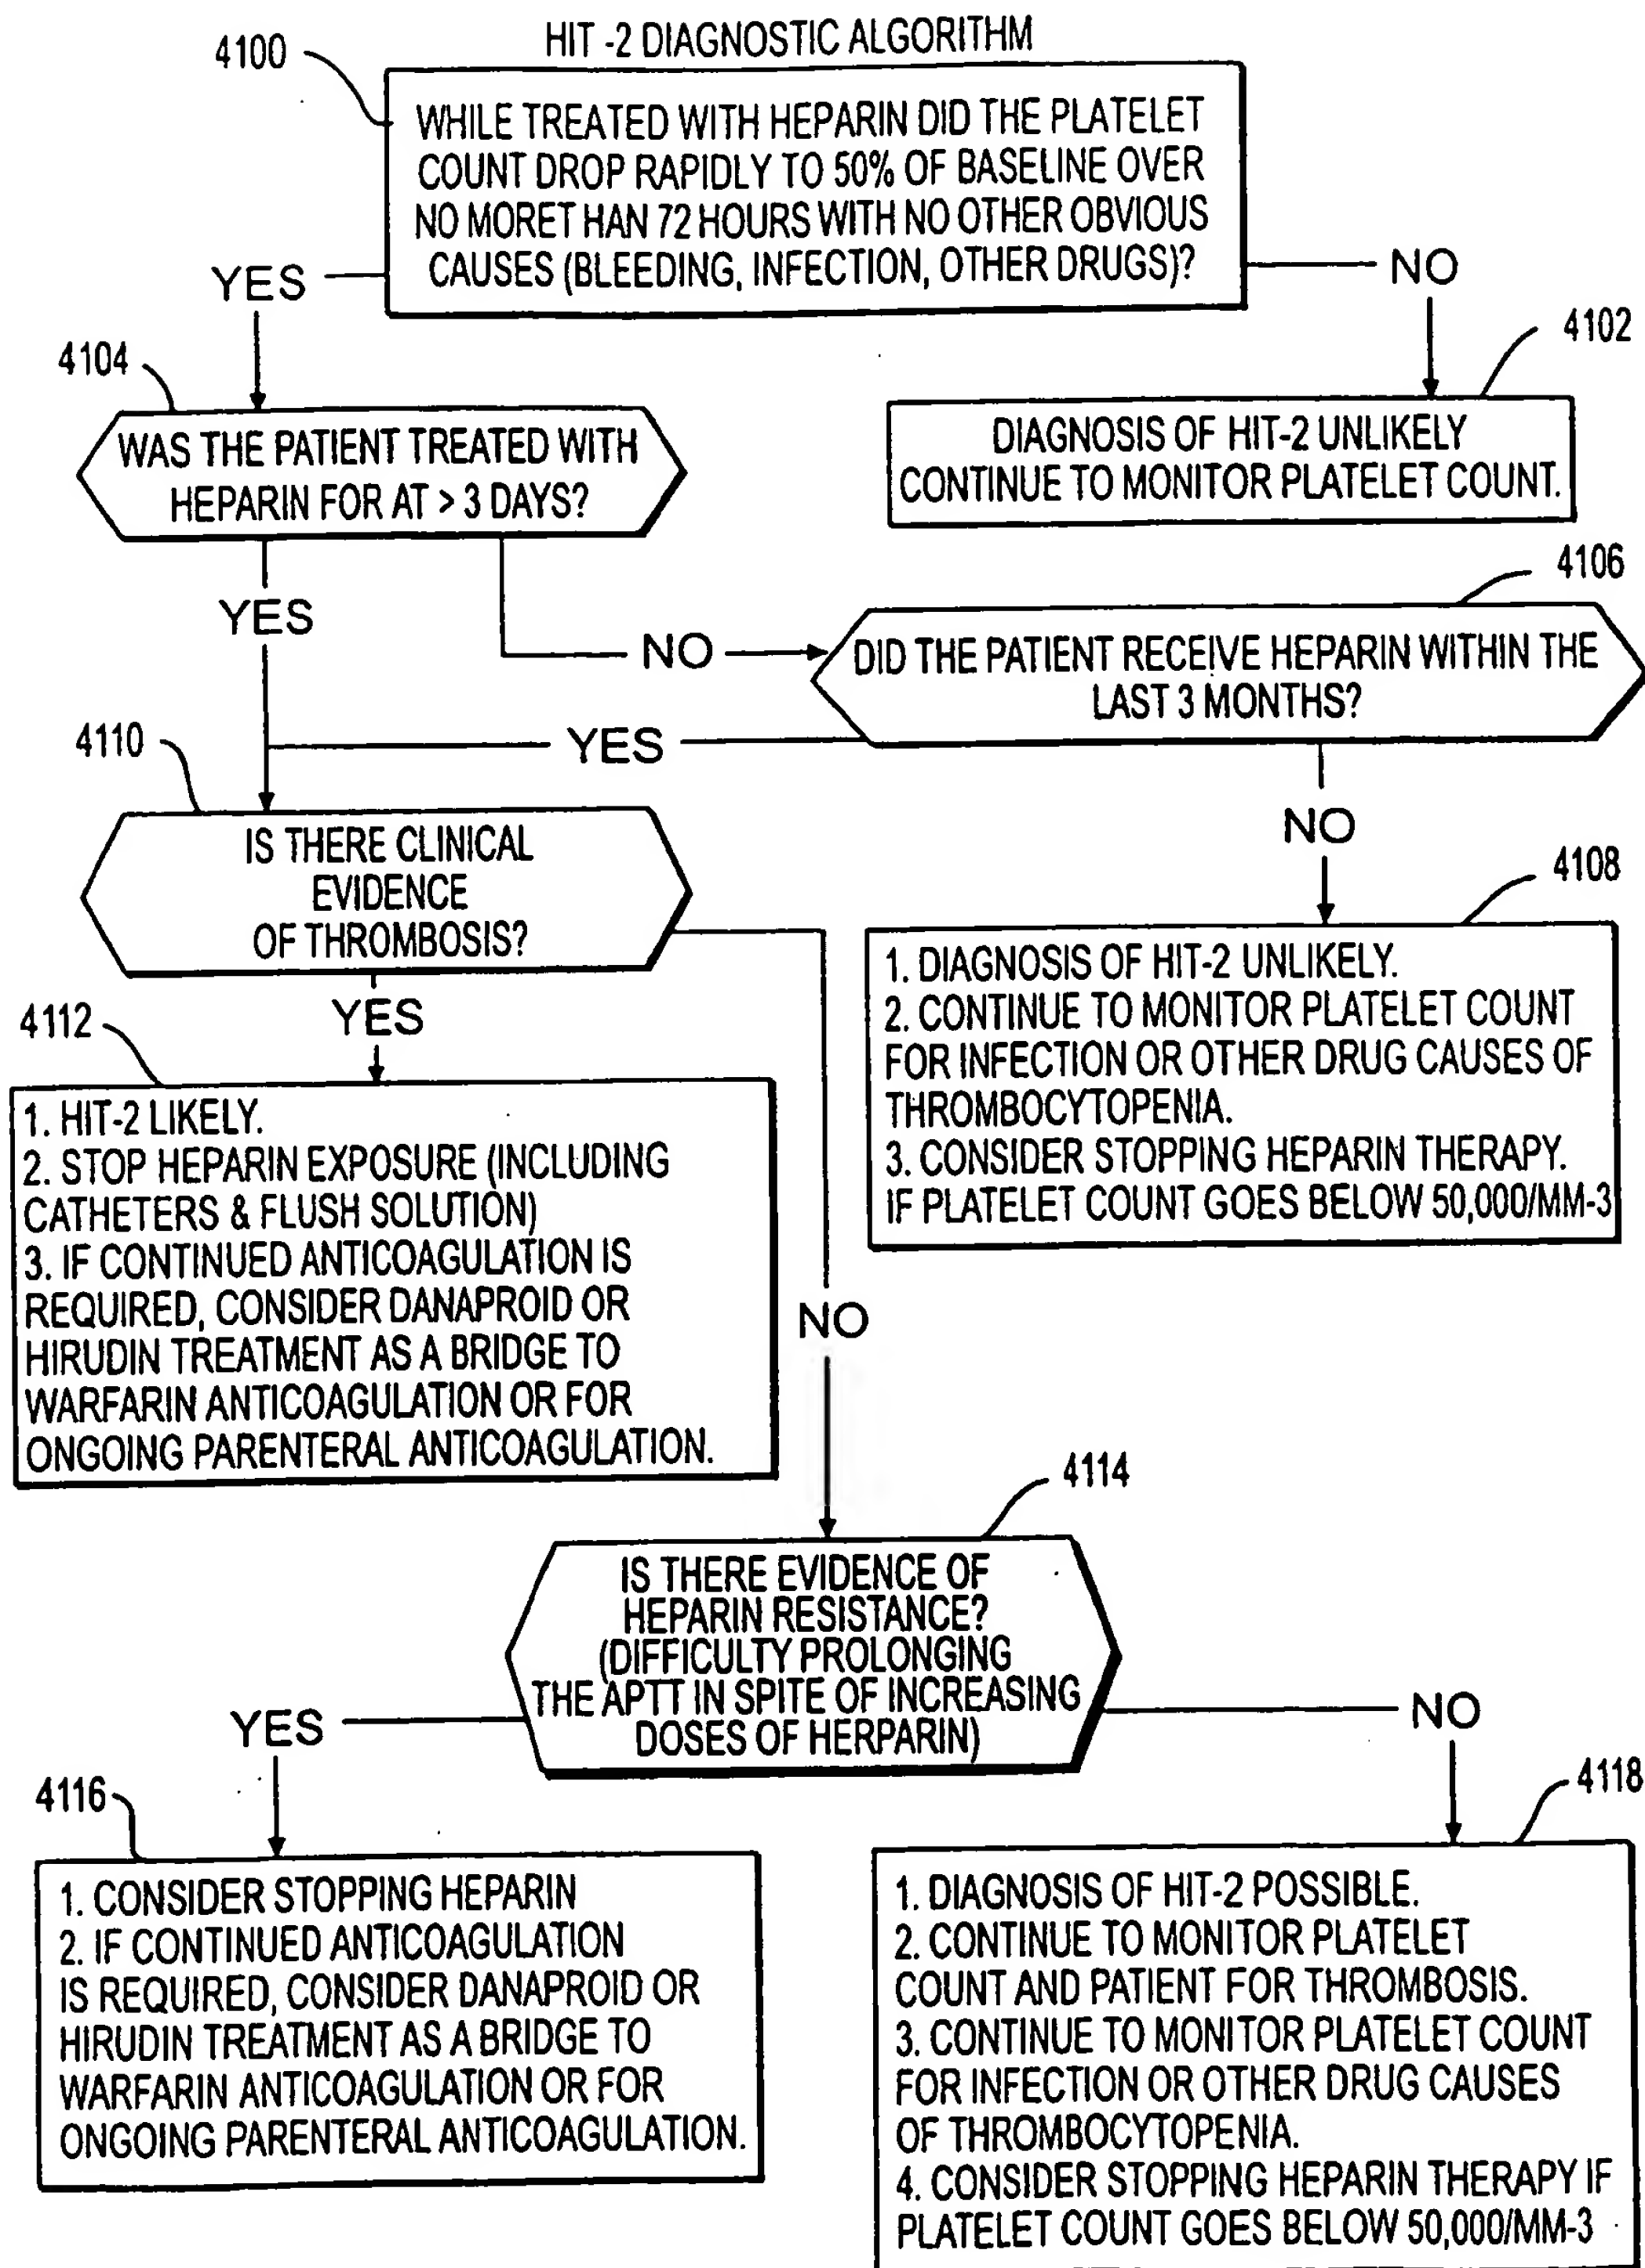 HIT -2 DIAGNOSTIC ALGORITHM
4100
WHILE TREATED WITH HEPARIN DID THE PLATELET
COUNT DROP RAPIDLY TO 50% OF BASELINE OVER
NO MORET HAN 72 HOURS WITH NO OTHER OBVIOUS
CAUSES (BLEEDING, INFECTION, OTHER DRUGS)?
YES
NO
4102
DIAGNOSIS OF HIT-2 UNLIKELY
CONTINUE TO MONITOR PLATELET COUNT.
4104
WAS THE PATIENT TREATED WITH
HEPARIN FOR AT > 3 DAYS?
YES
NO
4106
DID THE PATIENT RECEIVE HEPARIN WITHIN THE
LAST 3 MONTHS?
YES
NO
4108
1. DIAGNOSIS OF HIT-2 UNLIKELY.
2. CONTINUE TO MONITOR PLATELET COUNT
FOR INFECTION OR OTHER DRUG CAUSES OF
THROMBOCYTOPENIA.
3. CONSIDER STOPPING HEPARIN THERAPY.
IF PLATELET COUNT GOES BELOW 50,000/MM-3
4110
IS THERE CLINICAL
EVIDENCE
OF THROMBOSIS?
YES
NO
4112
1. HIT-2 LIKELY.
2. STOP HEPARIN EXPOSURE (INCLUDING
CATHETERS & FLUSH SOLUTION)
3. IF CONTINUED ANTICOAGULATION IS
REQUIRED, CONSIDER DANAPROID OR
HIRUDIN TREATMENT AS A BRIDGE TO
WARFARIN ANTICOAGULATION OR FOR
ONGOING PARENTERAL ANTICOAGULATION.
4114
IS THERE EVIDENCE OF
HEPARIN RESISTANCE?
(DIFFICULTY PROLONGING
THE APTT IN SPITE OF INCREASING
DOSES OF HERPARIN)
YES
NO
4116
1. CONSIDER STOPPING HEPARIN
2. IF CONTINUED ANTICOAGULATION
IS REQUIRED, CONSIDER DANAPROID OR
HIRUDIN TREATMENT AS A BRIDGE TO
WARFARIN ANTICOAGULATION OR FOR
ONGOING PARENTERAL ANTICOAGULATION.
4118
1. DIAGNOSIS OF HIT-2 POSSIBLE.
2. CONTINUE TO MONITOR PLATELET
COUNT AND PATIENT FOR THROMBOSIS.
3. CONTINUE TO MONITOR PLATELET COUNT
FOR INFECTION OR OTHER DRUG CAUSES
OF THROMBOCYTOPENIA.
4. CONSIDER STOPPING HEPARIN THERAPY IF
PLATELET COUNT GOES BELOW 50,000/MM-3